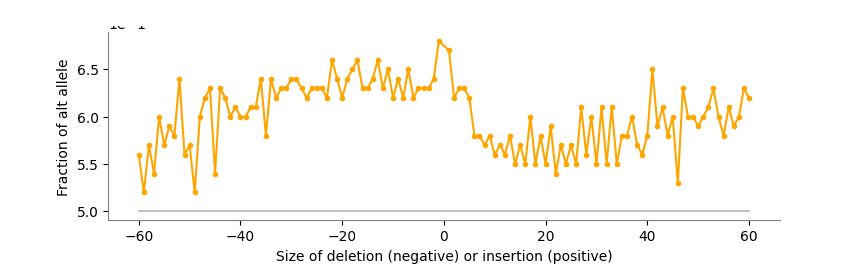 Fraction of alt allele
6.5
6.0
5.5
5.0
−60 −40 −20 0 20 40 60
Size of deletion (negative) or insertion (positive)